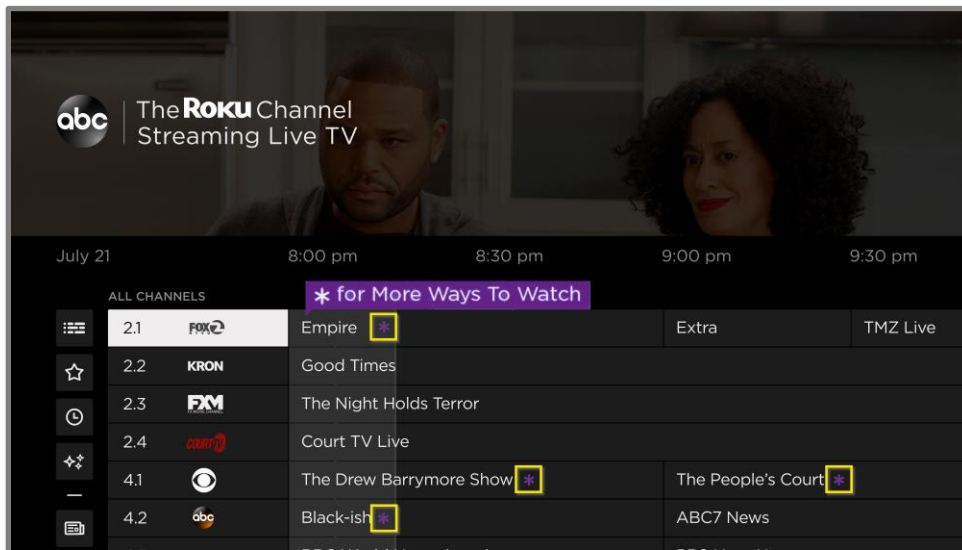 abc
The Roku Channel
Streaming Live TV
July 21 8:00 pm 8:30 pm 9:00 pm 9:30 pm
ALL CHANNELS
* for More Ways To Watch
2.1 FOX 2 Empire * Extra TMZ Live
2.2 KRON Good Times
2.3 FXM The Night Holds Terror
2.4 COURT TV Court TV Live
4.1 The Drew Barrymore Show * The People's Court *
4.2 abc Black-ish * ABC7 News